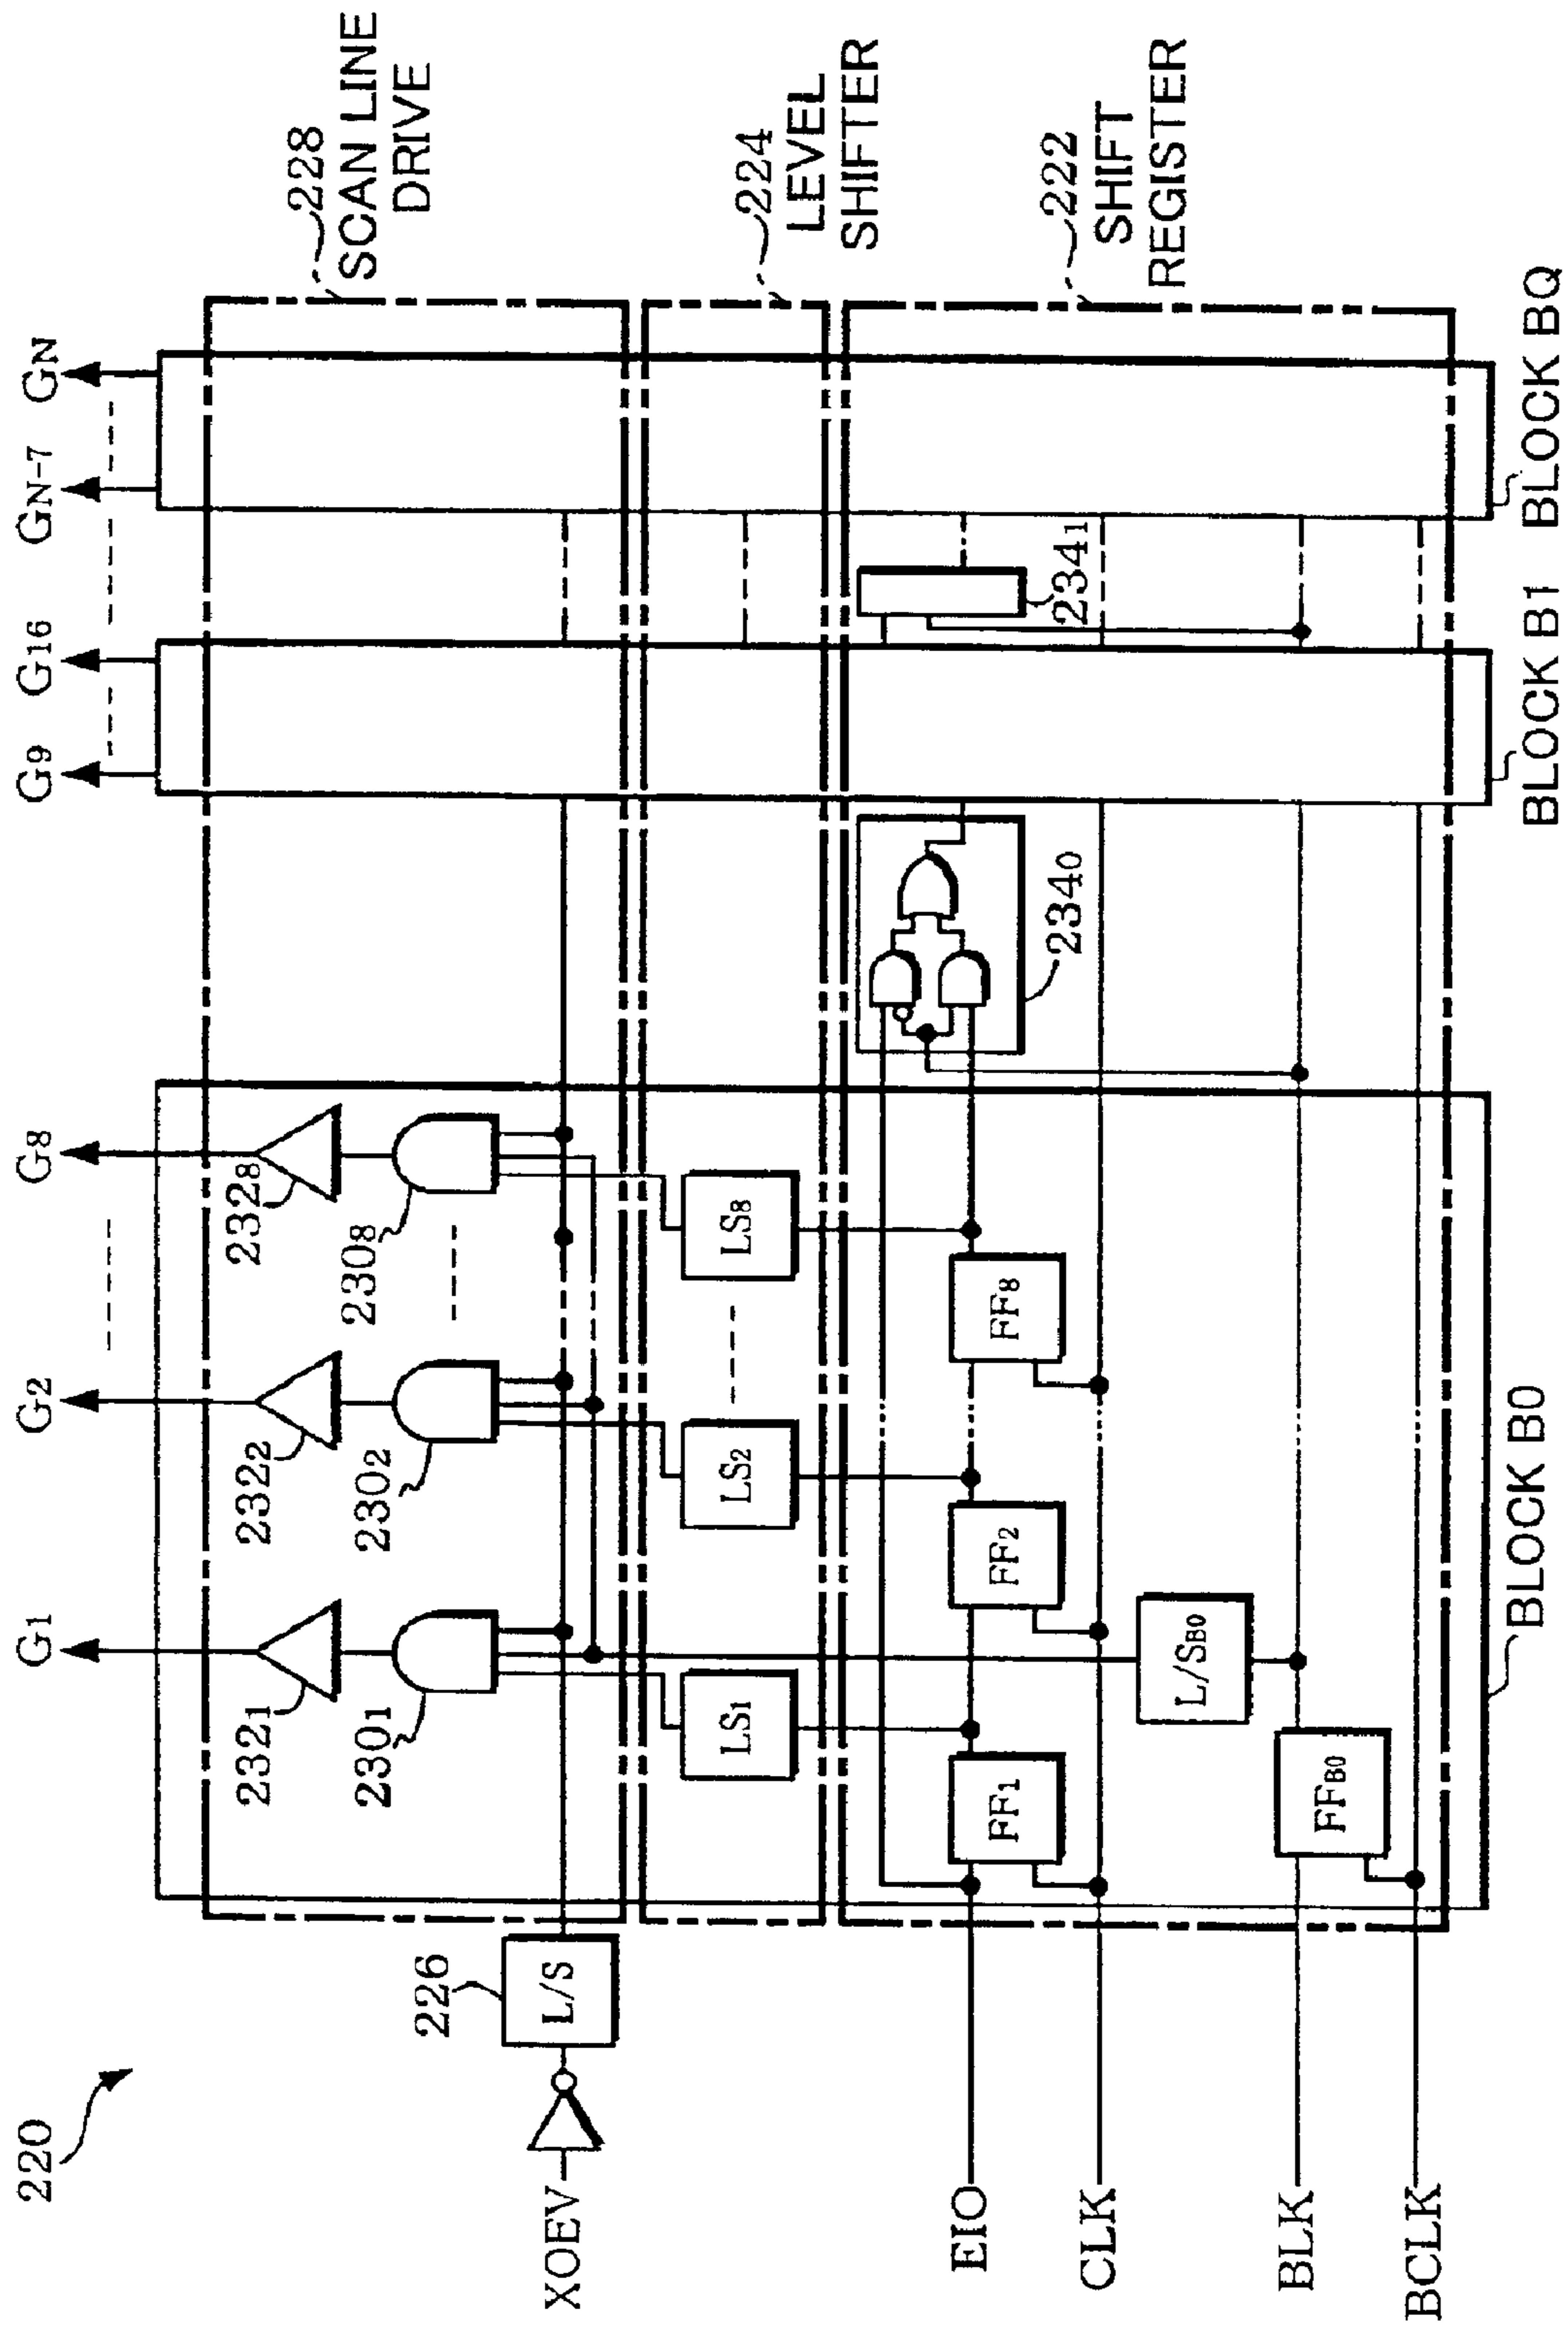 220
G1
G2
G8
G9
G16
GN-7
GN
228
SCAN LINE
DRIVE
2321
2322
2328
2301
2302
2308
226
L/S
XOEV
224
LEVEL
SHIFTER
LS1
LS2
LS8
222
SHIFT
REGISTER
EIO
FF1
FF2
FF8
2340
2341
CLK
L/SB0
BLK
FFB0
BCLK
BLOCK B0
BLOCK B1
BLOCK BQ